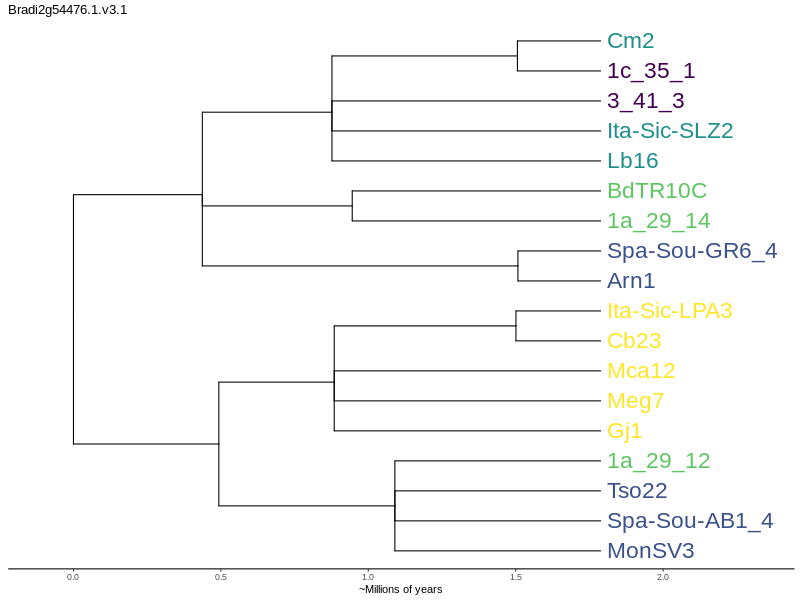 Bradi2g54476.1.v3.1
Cm2
1c_35_1
3_41_3
Ita-Sic-SLZ2
Lb16
BdTR10C
1a_29_14
Spa-Sou-GR6_4
Arn1
Ita-Sic-LPA3
Cb23
Mca12
Meg7
Gj1
1a_29_12
Tso22
Spa-Sou-AB1_4
MonSV3
0.0 0.5 1.0 1.5 2.0
~Millions of years